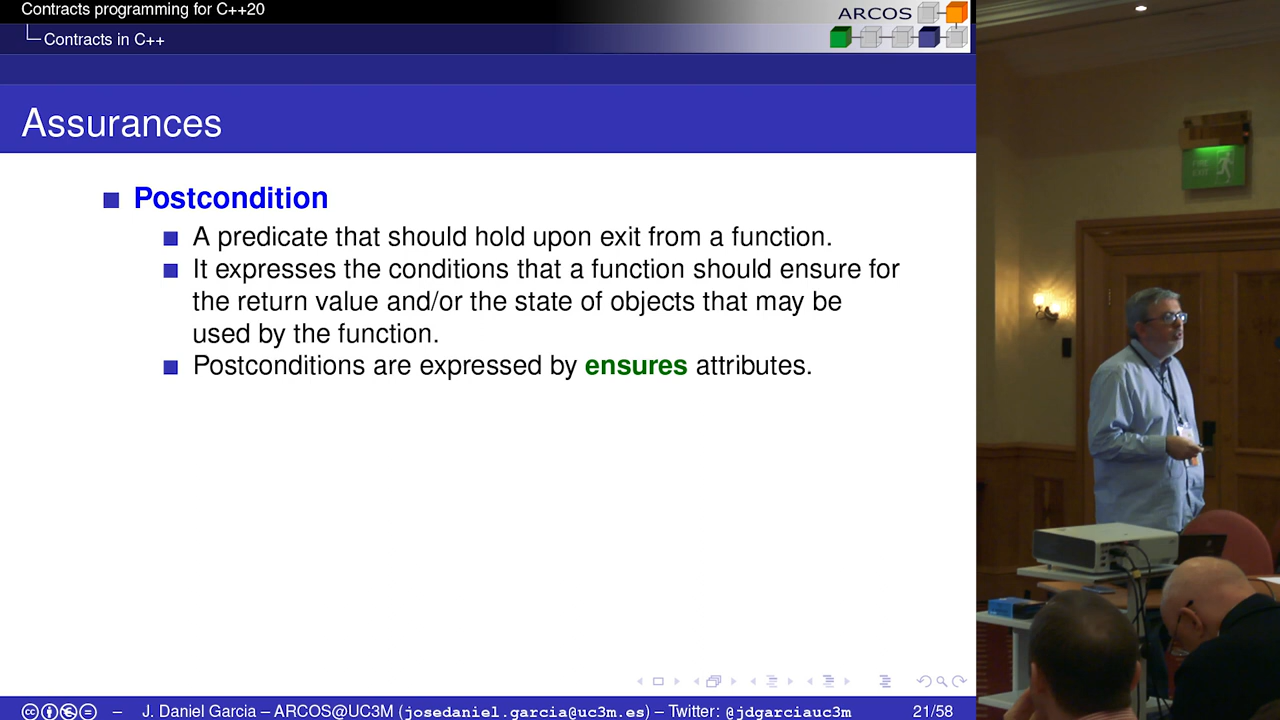 Contracts programming for C++20
Contracts in C++
ARCOS
Assurances
Postcondition
A predicate that should hold upon exit from a function.
It expresses the conditions that a function should ensure for
the return value and/or the state of objects that may be
used by the function.
Postconditions are expressed by ensures attributes.
J. Daniel Garcia – ARCOS@UC3M (josedaniel.garcia@uc3m.es) – Twitter: @jdgarciauc3m
21/58
FIRE
EXIT